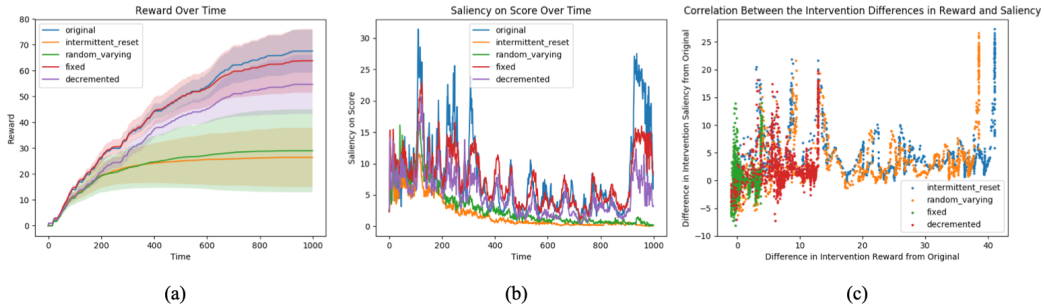 Reward Over Time
80
70
60
50
40
30
20
10
0
Reward
original
intermittent_reset
random_varying
fixed
decremented
0 200 400 600 800 1000
Time
(a)
Saliency on Score Over Time
30
25
20
15
10
5
0
Saliency on Score
original
intermittent_reset
random_varying
fixed
decremented
0 200 400 600 800 1000
Time
(b)
Correlation Between the Intervention Differences in Reward and Saliency
25
20
15
10
5
0
−5
−10
Difference in Intervention Saliency from Original
intermittent_reset
random_varying
fixed
decremented
0 10 20 30 40
Difference in Intervention Reward from Original
(c)